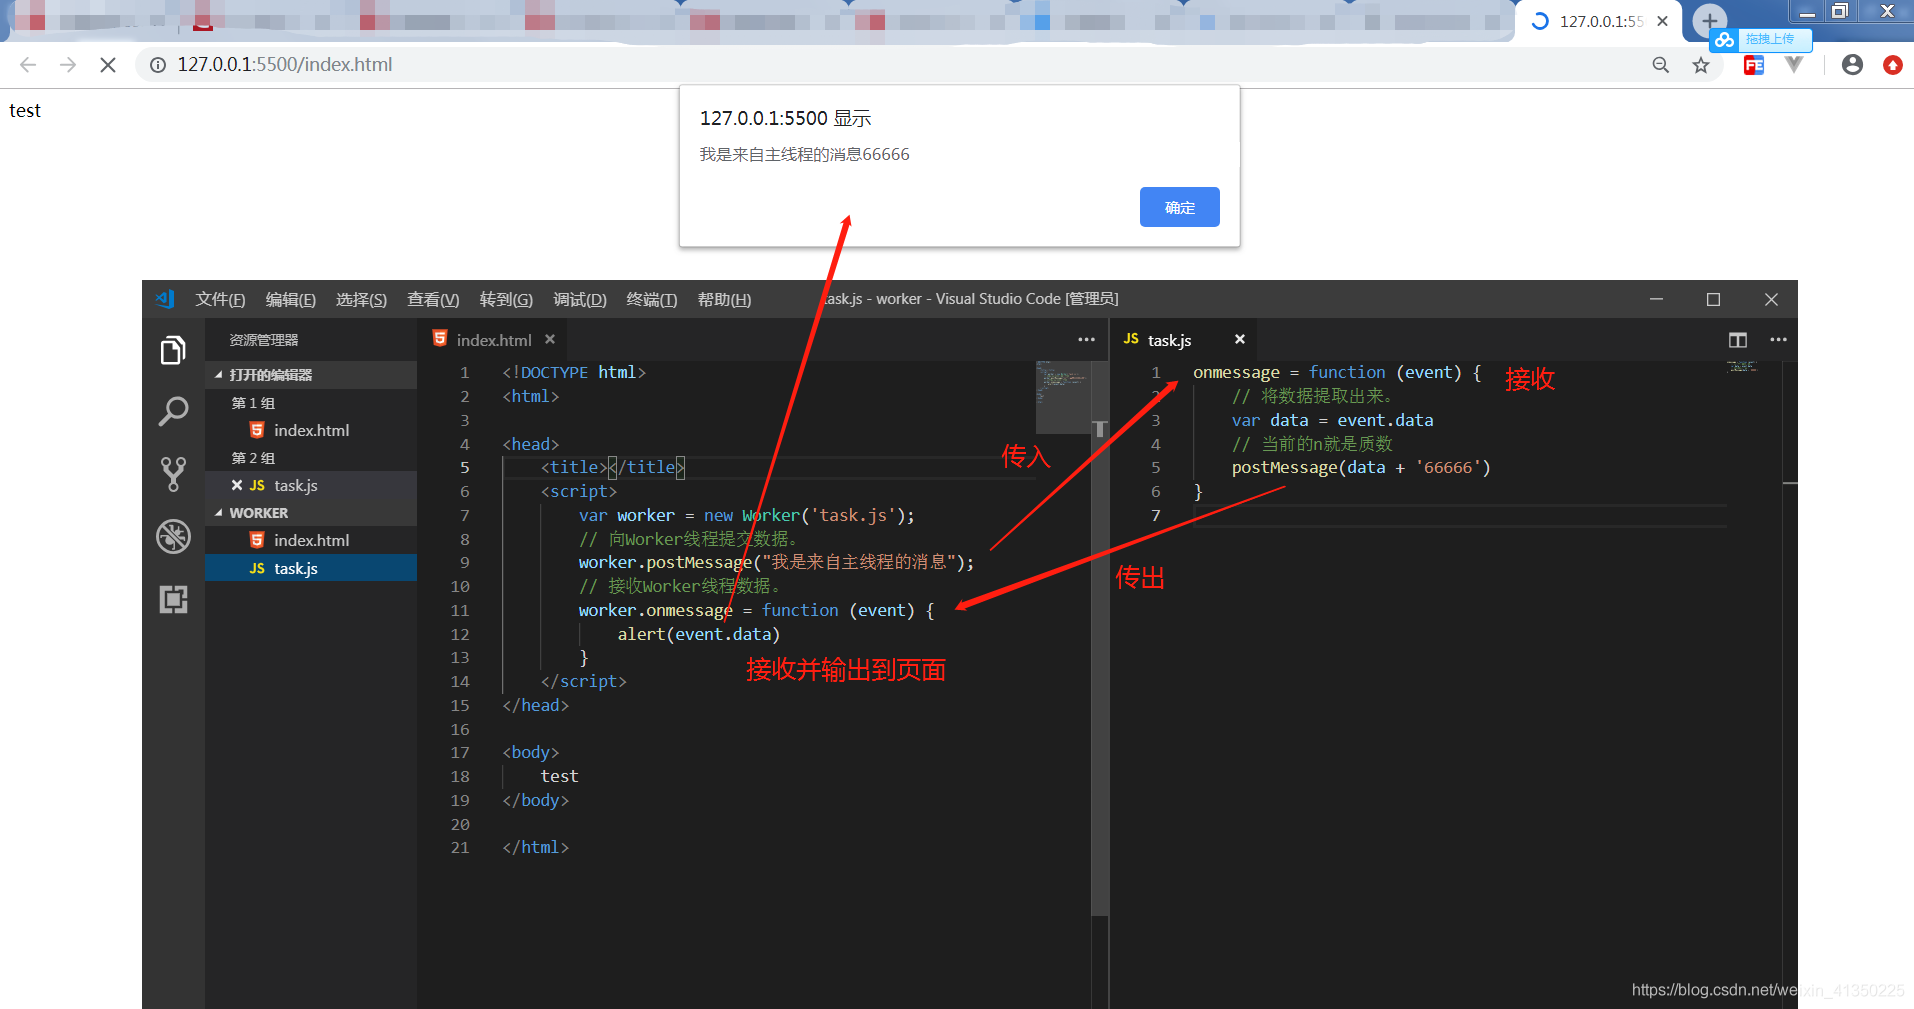 127.0.0.1:55
拖拽上传
127.0.0.1:5500/index.html
test
127.0.0.1:5500 显示
我是来自主线程的消息66666
确定
文件(F) 编辑(E) 选择(S) 查看(V) 转到(G) 调试(D) 终端(T) 帮助(H)
task.js - worker - Visual Studio Code [管理员]
资源管理器
打开的编辑器
第 1 组
index.html
第 2 组
JS task.js
WORKER
index.html
JS task.js
index.html
1 <!DOCTYPE html>
2 <html>
3
4 <head>
5 <title></title>
6 <script>
7 var worker = new Worker('task.js');
8 // 向Worker线程提交数据。
9 worker.postMessage("我是来自主线程的消息");
10 // 接收Worker线程数据。
11 worker.onmessage = function (event) {
12 alert(event.data)
13 }
14 </script>
15 </head>
16
17 <body>
18 test
19 </body>
20
21 </html>
传入
接收并输出到页面
JS task.js
1 onmessage = function (event) {
2 // 将数据提取出来。
3 var data = event.data
4 // 当前的n就是质数
5 postMessage(data + '66666')
6 }
7
接收
传出
https://blog.csdn.net/weixin_41350225